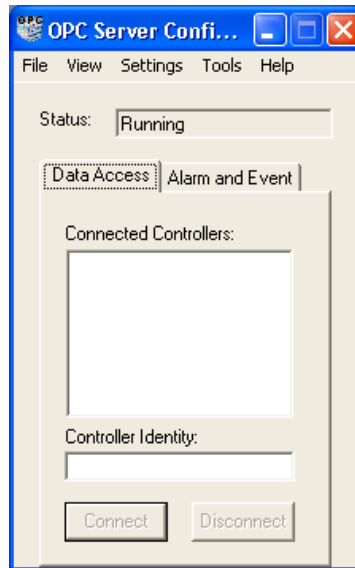 OPC Server Confi...
File View Settings Tools Help
Status: Running
Data Access Alarm and Event
Connected Controllers:
Controller Identity:
Connect Disconnect